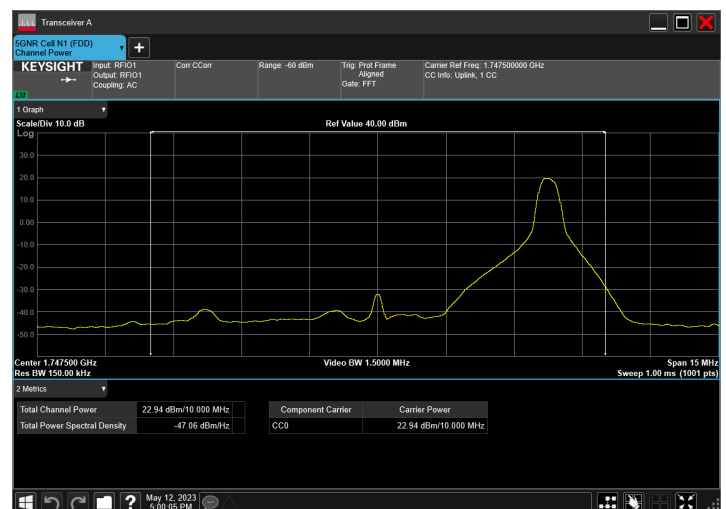 Transceiver A
5GNR Cell N1 (FDD)
Channel Power
KEYSIGHT
LXI
Input: RFIO1
Output: RFIO1
Coupling: AC
Corr CCorr
Range: -60 dBm
Trig: Prot Frame
Aligned
Gate: FFT
Carrier Ref Freq: 1.747500000 GHz
CC Info: Uplink, 1 CC
1 Graph
Scale/Div 10.0 dB
Ref Value 40.00 dBm
Log
30.0
20.0
10.0
0.00
-10.0
-20.0
-30.0
-40.0
-50.0
Center 1.747500 GHz
Video BW 1.5000 MHz
Span 15 MHz
Res BW 150.00 kHz
Sweep 1.00 ms (1001 pts)
2 Metrics
Total Channel Power 22.94 dBm/10.000 MHz
Total Power Spectral Density -47.06 dBm/Hz
Component Carrier Carrier Power
CC0 22.94 dBm/10.000 MHz
May 12, 2023
5:00:05 PM